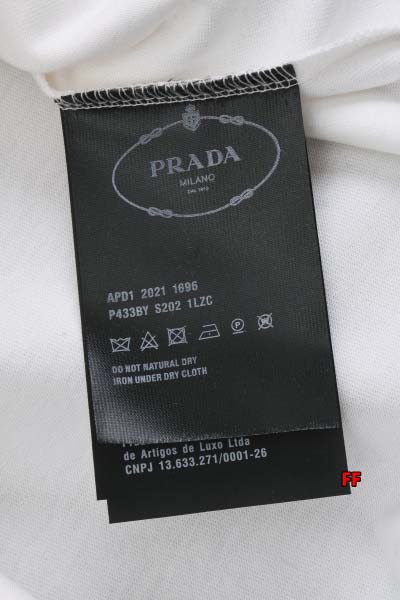 PRADA
MILANO
DAL 1913
APD1 2021 1696
P433BY S202 1LZC
DO NOT NATURAL DRY
IRON UNDER DRY CLOTH
de Artigos de Luxo Ltda
CNPJ 13.633.271/0001-26
FF